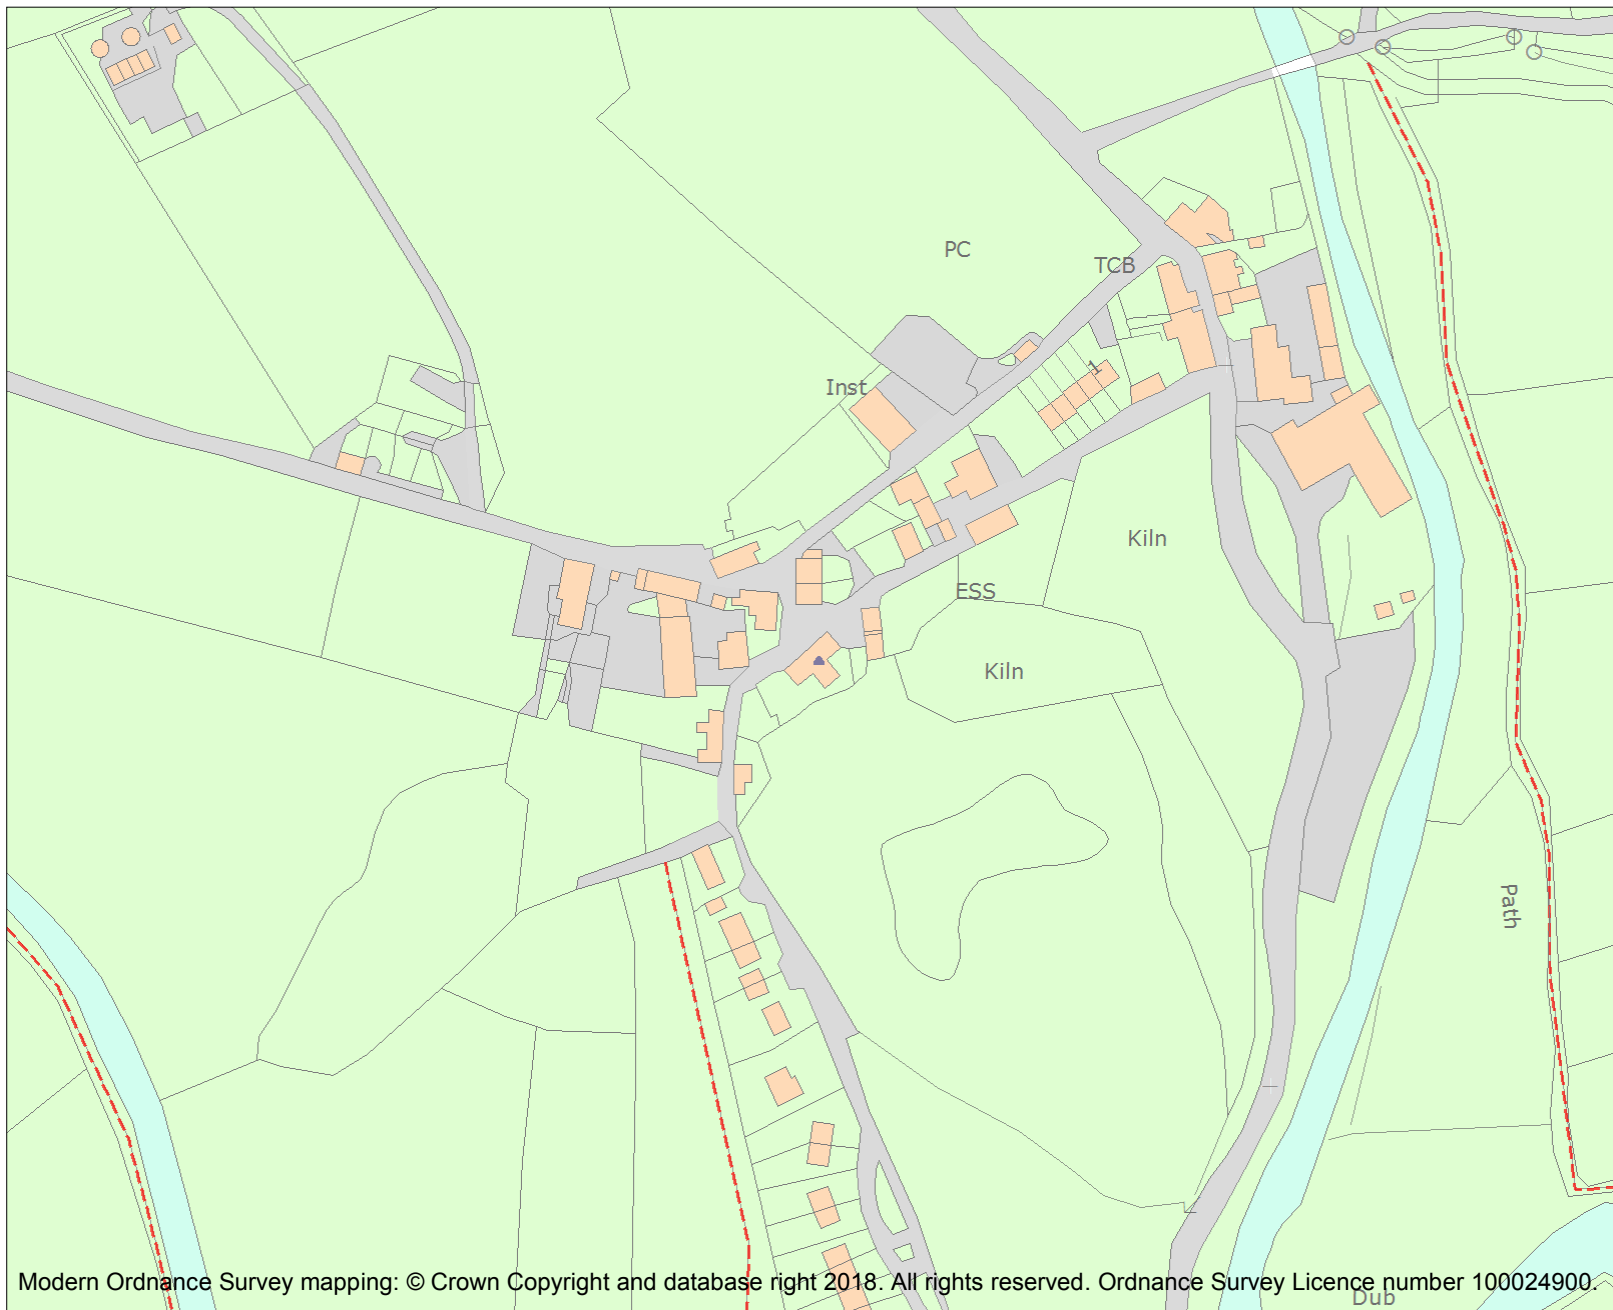 PC
TCB
1
Inst
Kiln
ESS
Kiln
Path
Modern Ordnance Survey mapping: © Crown Copyright and database right 2018. All rights reserved. Ordnance Survey Licence number 100024900.
Dub